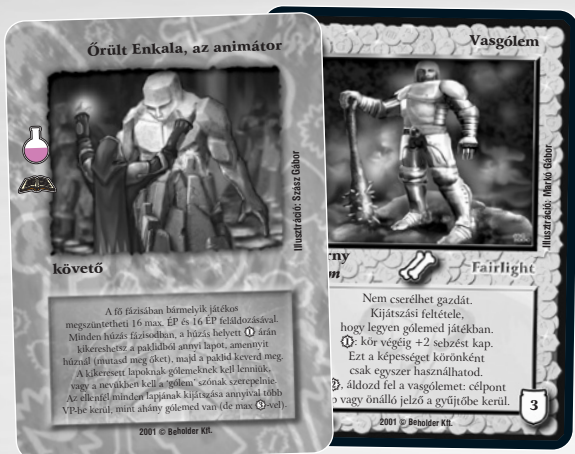 Őrült Enkala, az animátor
Illusztráció: Szász Gábor
követő
A fő fázisában bármelyik játékos
megszüntetheti 16 max. ÉP és 16 ÉP feláldozásával.
Minden húzás fázisodban, a húzás helyett 1 árán
kikereshetsz a paklidból annyi lapot, amennyit
húznál (mutasd meg őket), majd a paklid keverd meg.
A kikeresett lapoknak gólemeknek kell lenniük,
vagy a nevükben kell a "gólem" szónak szerepelnie.
Az ellenfél minden lapjának kijátszása annyival több
VP-be kerül, mint ahány gólemed van (de max 3-vel).
2001 © Beholder Kft.
Vasgólem
Illusztráció: Markó Gábor
Fairlight
Nem cserélhet gazdát.
Kijátszási feltétele,
hogy legyen gólemed játékban.
1: kör végéig +2 sebzést kap.
Ezt a képességet körönként
csak egyszer használhatod.
áldozd fel a vasgólemet: célpont
vagy önálló jelző a gyűjtőbe kerül.
3
2001 © Beholder Kft.